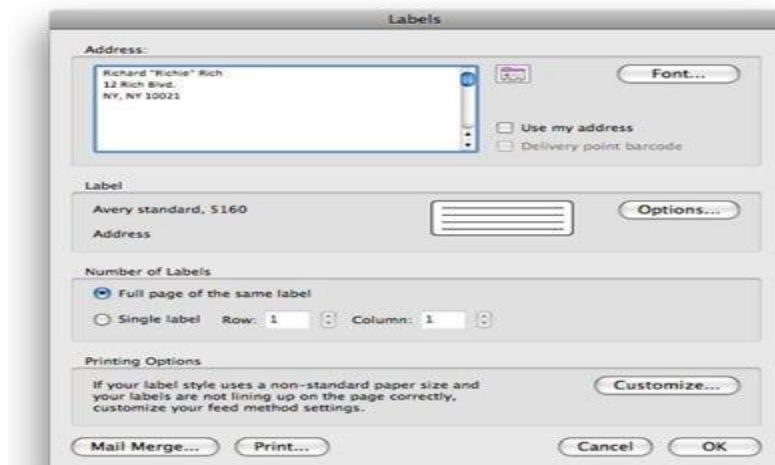 Labels
Address:
Richard "Richie" Rich
12 Rich Blvd.
NY, NY 10021
Font...
Use my address
Delivery point barcode
Label
Avery standard, 5160
Address
Options...
Number of Labels
Full page of the same label
Single label Row: 1 Column: 1
Printing Options
If your label style uses a non-standard paper size and
your labels are not lining up on the page correctly,
customize your feed method settings.
Customize...
Mail Merge... Print... Cancel OK